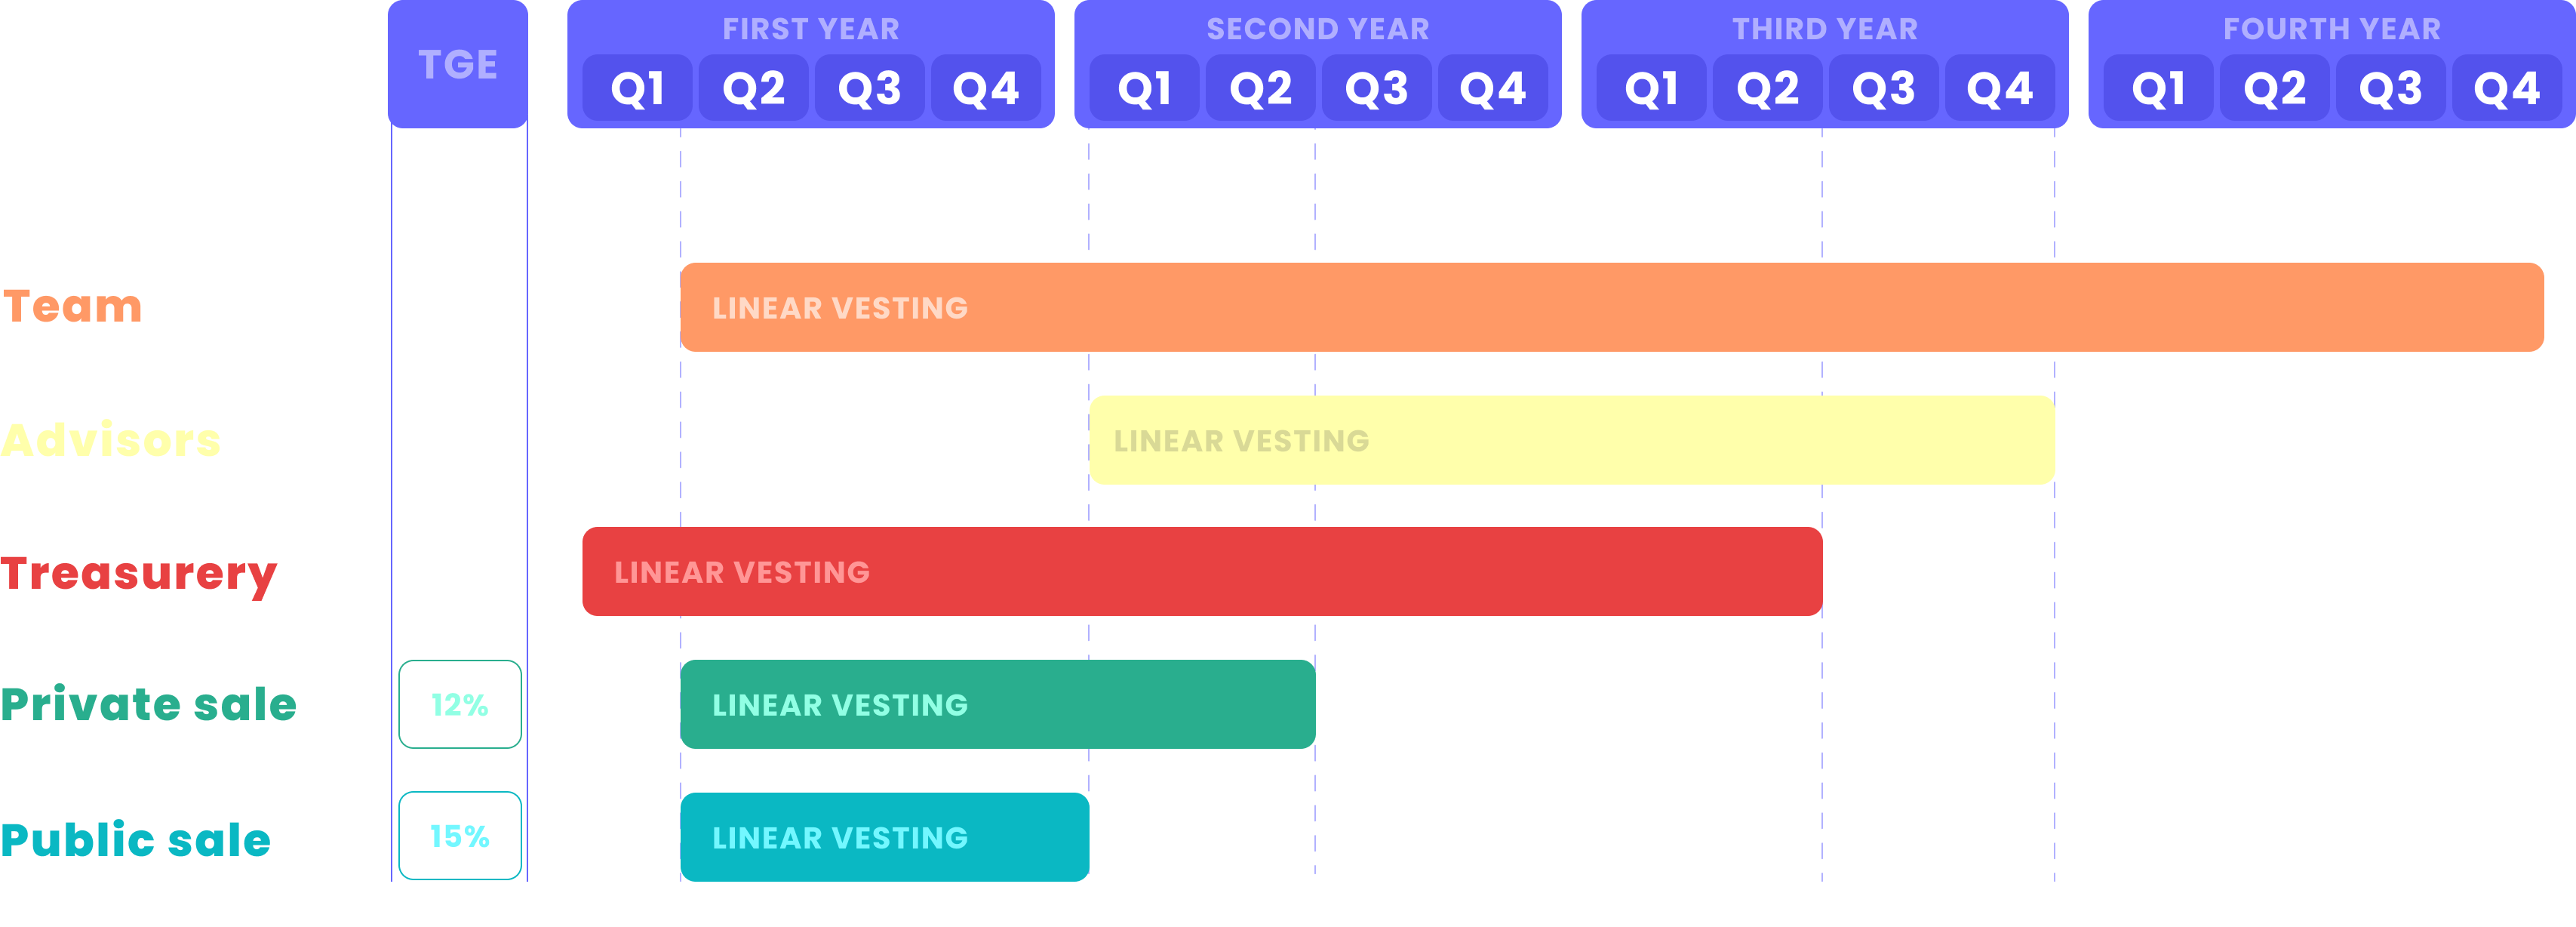 TGE
FIRST YEAR
SECOND YEAR
THIRD YEAR
FOURTH YEAR
Q1 Q2 Q3 Q4 Q1 Q2 Q3 Q4 Q1 Q2 Q3 Q4 Q1 Q2 Q3 Q4
Team
LINEAR VESTING
Advisors
LINEAR VESTING
Treasurery
LINEAR VESTING
Private sale
12%
LINEAR VESTING
Public sale
15%
LINEAR VESTING